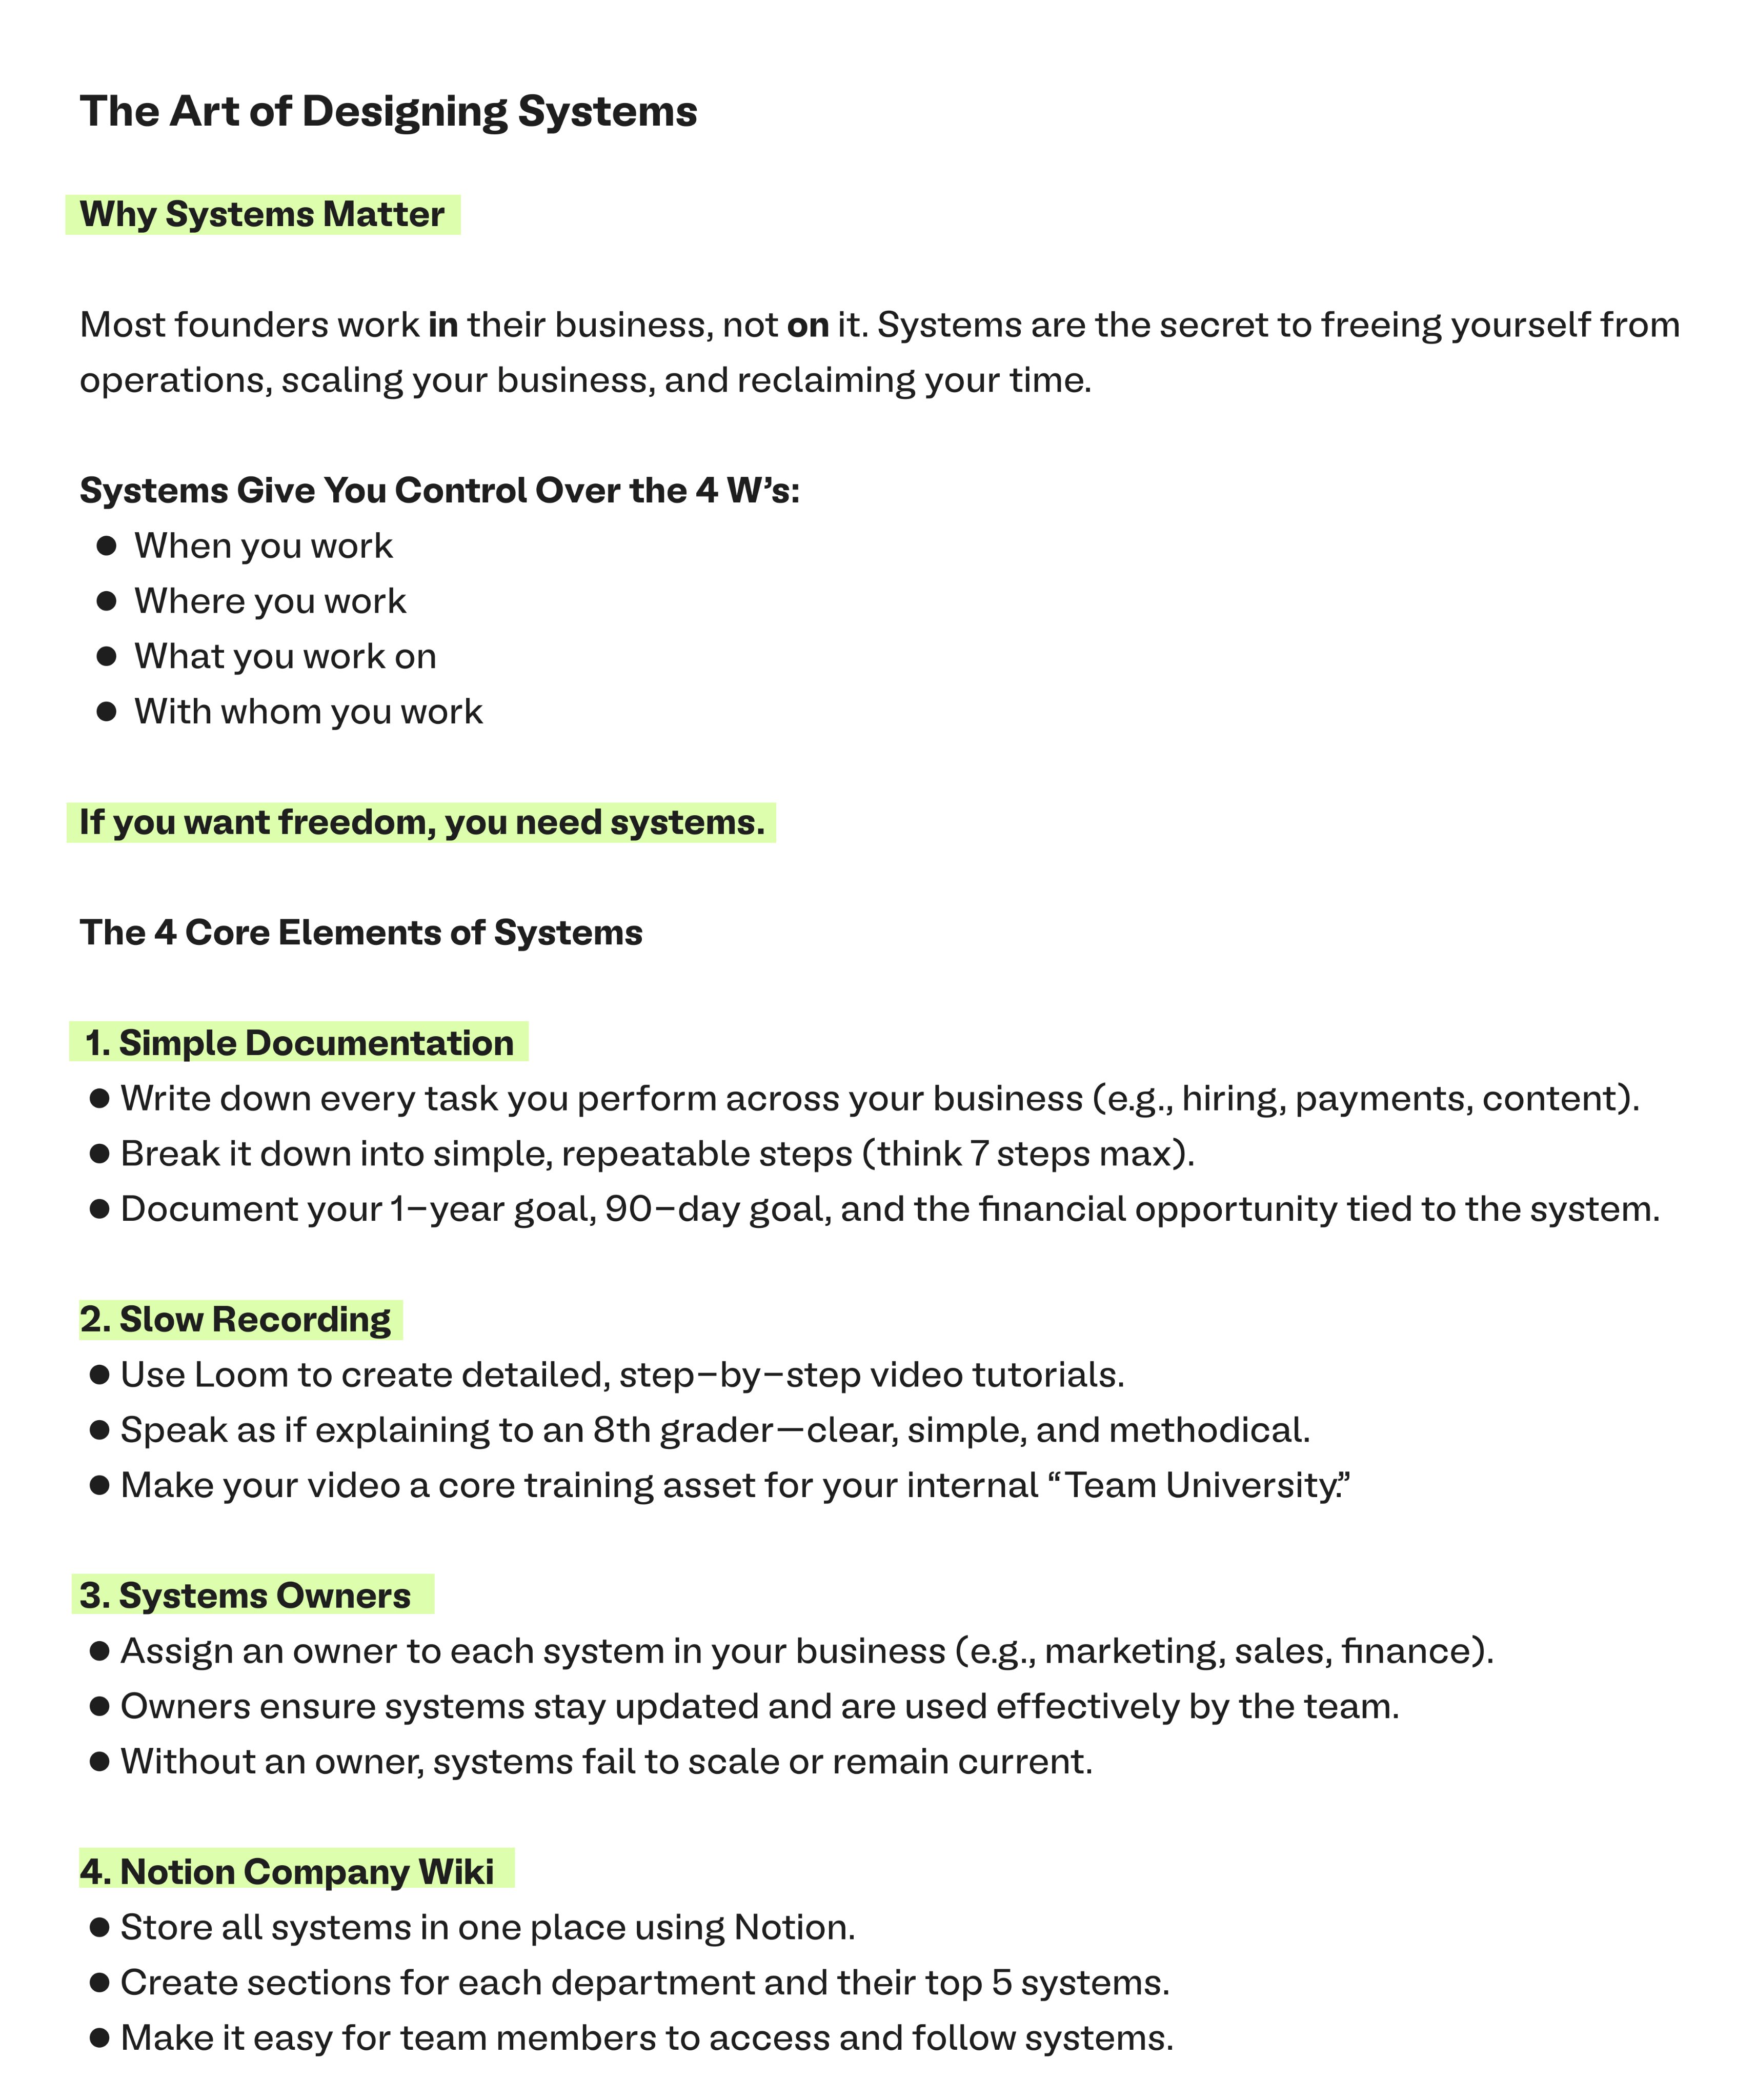 The Art of Designing Systems
Why Systems Matter
Most founders work in their business, not on it. Systems are the secret to freeing yourself from
operations, scaling your business, and reclaiming your time.
Systems Give You Control Over the 4 W’s:
● When you work
● Where you work
● What you work on
● With whom you work
If you want freedom, you need systems.
The 4 Core Elements of Systems
1. Simple Documentation
● Write down every task you perform across your business (e.g., hiring, payments, content).
● Break it down into simple, repeatable steps (think 7 steps max).
● Document your 1-year goal, 90-day goal, and the financial opportunity tied to the system.
2. Slow Recording
● Use Loom to create detailed, step-by-step video tutorials.
● Speak as if explaining to an 8th grader—clear, simple, and methodical.
● Make your video a core training asset for your internal “Team University.”
3. Systems Owners
● Assign an owner to each system in your business (e.g., marketing, sales, finance).
● Owners ensure systems stay updated and are used effectively by the team.
● Without an owner, systems fail to scale or remain current.
4. Notion Company Wiki
● Store all systems in one place using Notion.
● Create sections for each department and their top 5 systems.
● Make it easy for team members to access and follow systems.